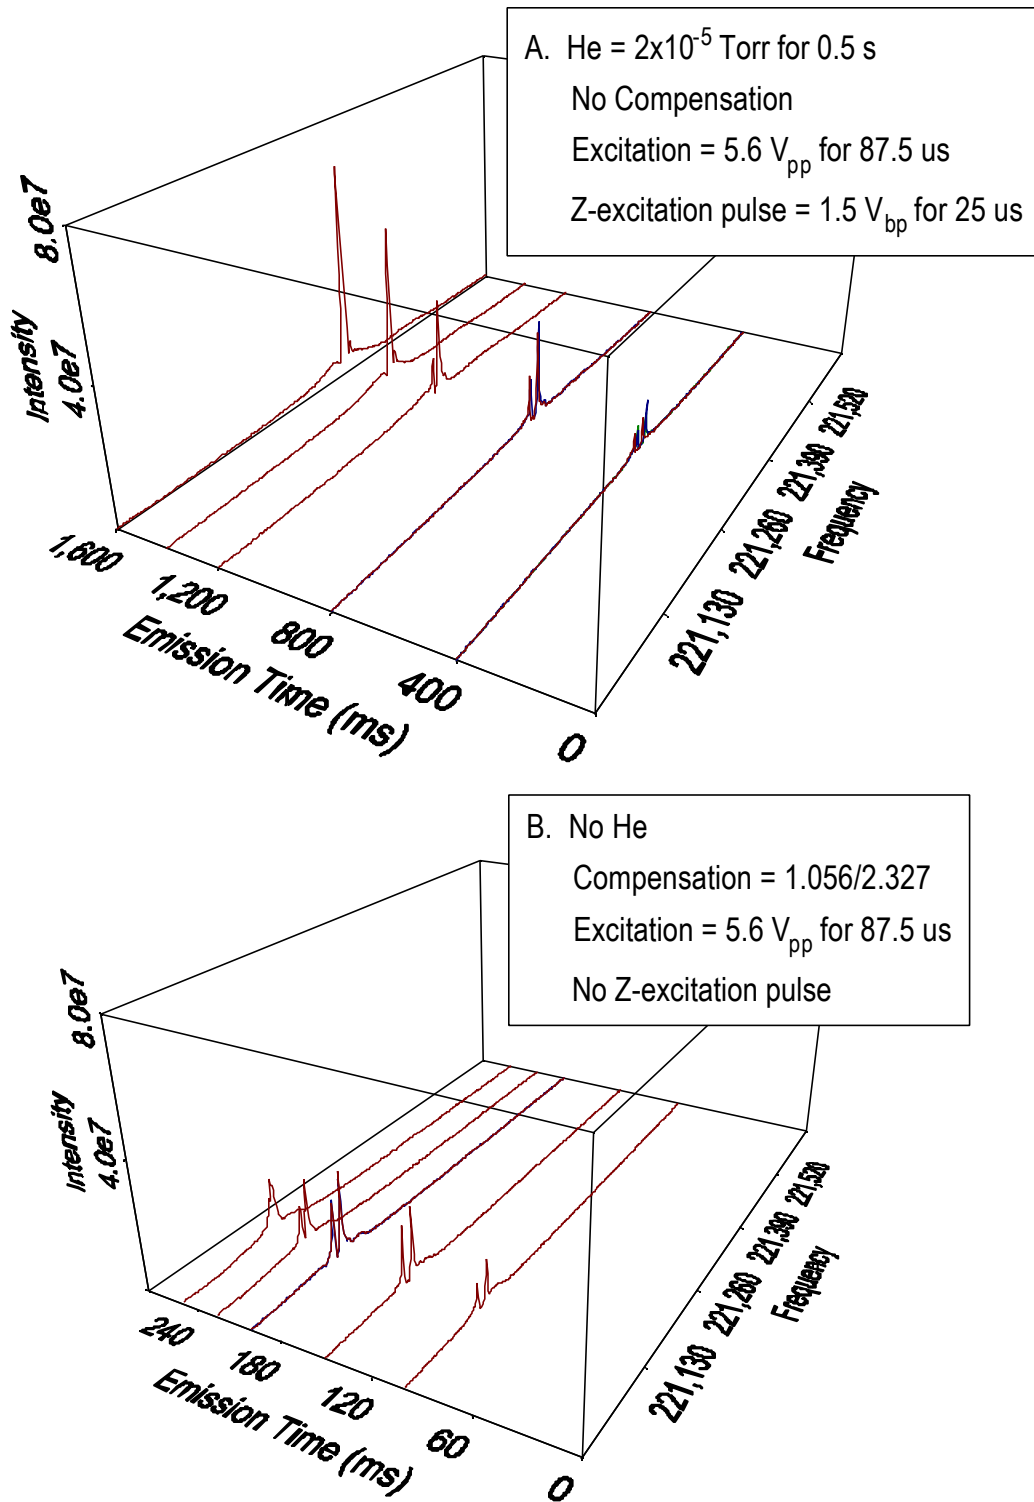 A. He = 2x10⁻⁵ Torr for 0.5 s
No Compensation
Excitation = 5.6 Vpp for 87.5 us
Z-excitation pulse = 1.5 Vbp for 25 us
8.0e7
4.0e7
Intensity
1,600
1,200
800
400
0
Emission Time (ms)
221,130
221,260
221,390
221,520
Frequency
B. No He
Compensation = 1.056/2.327
Excitation = 5.6 Vpp for 87.5 us
No Z-excitation pulse
8.0e7
4.0e7
Intensity
240
180
120
60
0
Emission Time (ms)
221,130
221,260
221,390
221,520
Frequency